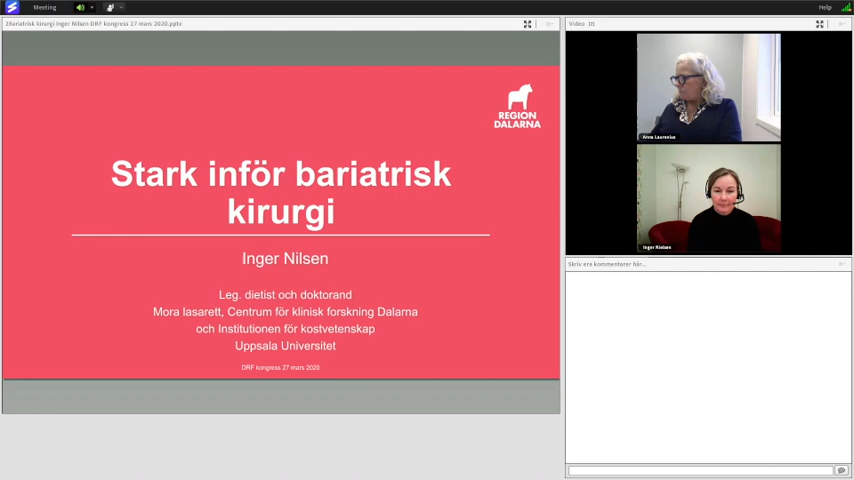 Meeting
Help
2Bariatrisk kirurgi Inger Nilsen DRF kongress 27 mars 2020.pptx
Video
REGION
DALARNA
Stark inför bariatrisk
kirurgi
Inger Nilsen
Leg. dietist och doktorand
Mora lasarett, Centrum för klinisk forskning Dalarna
och Institutionen för kostvetenskap
Uppsala Universitet
DRF kongress 27 mars 2020
Anna Laurenius
Inger Nielsen
Skriv era kommentarer här...